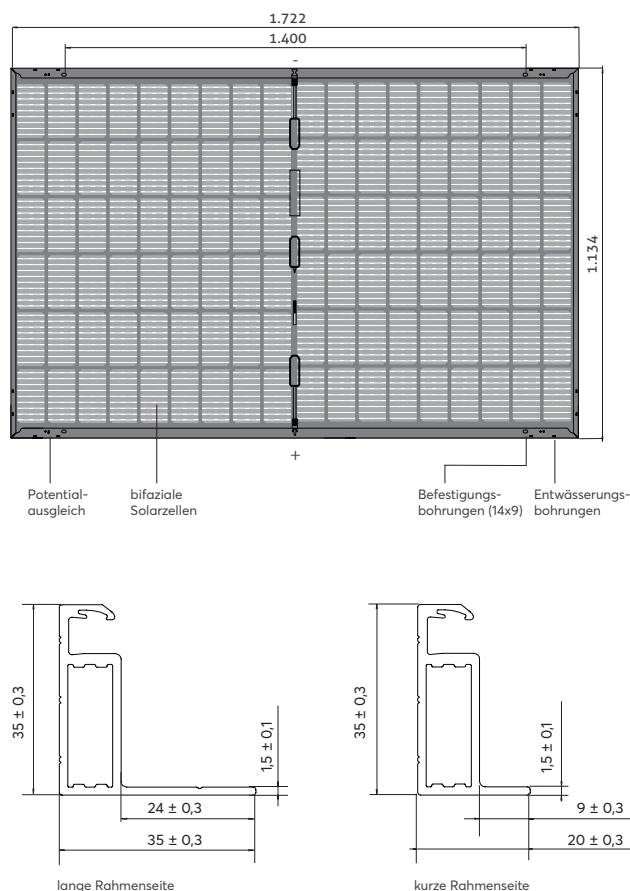 1.722
1.400
-
1.134
+
Potential-
ausgleich
bifaziale
Solarzellen
Befestigungs-
bohrungen (14x9)
Entwässerungs-
bohrungen
35 ± 0,3
1,5 ± 0,1
24 ± 0,3
35 ± 0,3
lange Rahmenseite
35 ± 0,3
1,5 ± 0,1
9 ± 0,3
20 ± 0,3
kurze Rahmenseite